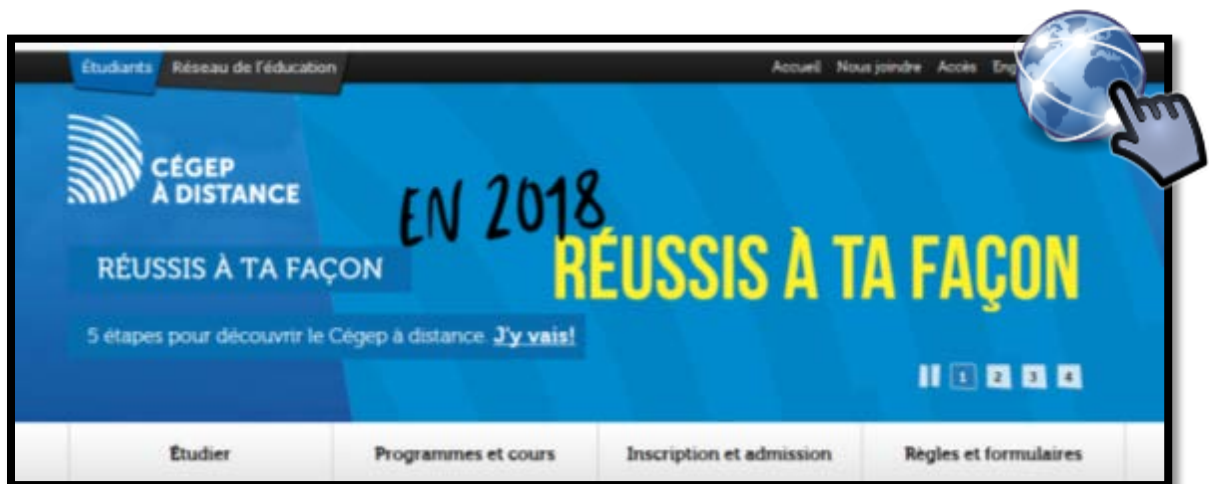 Étudiants Réseau de l'éducation Accueil Nous joindre Accès
CÉGEP
À DISTANCE
EN 2018
RÉUSSIS À TA FAÇON
RÉUSSIS À TA FAÇON
5 étapes pour découvrir le Cégep à distance. J'y vais!
1 2 3 4
Étudier Programmes et cours Inscription et admission Règles et formulaires